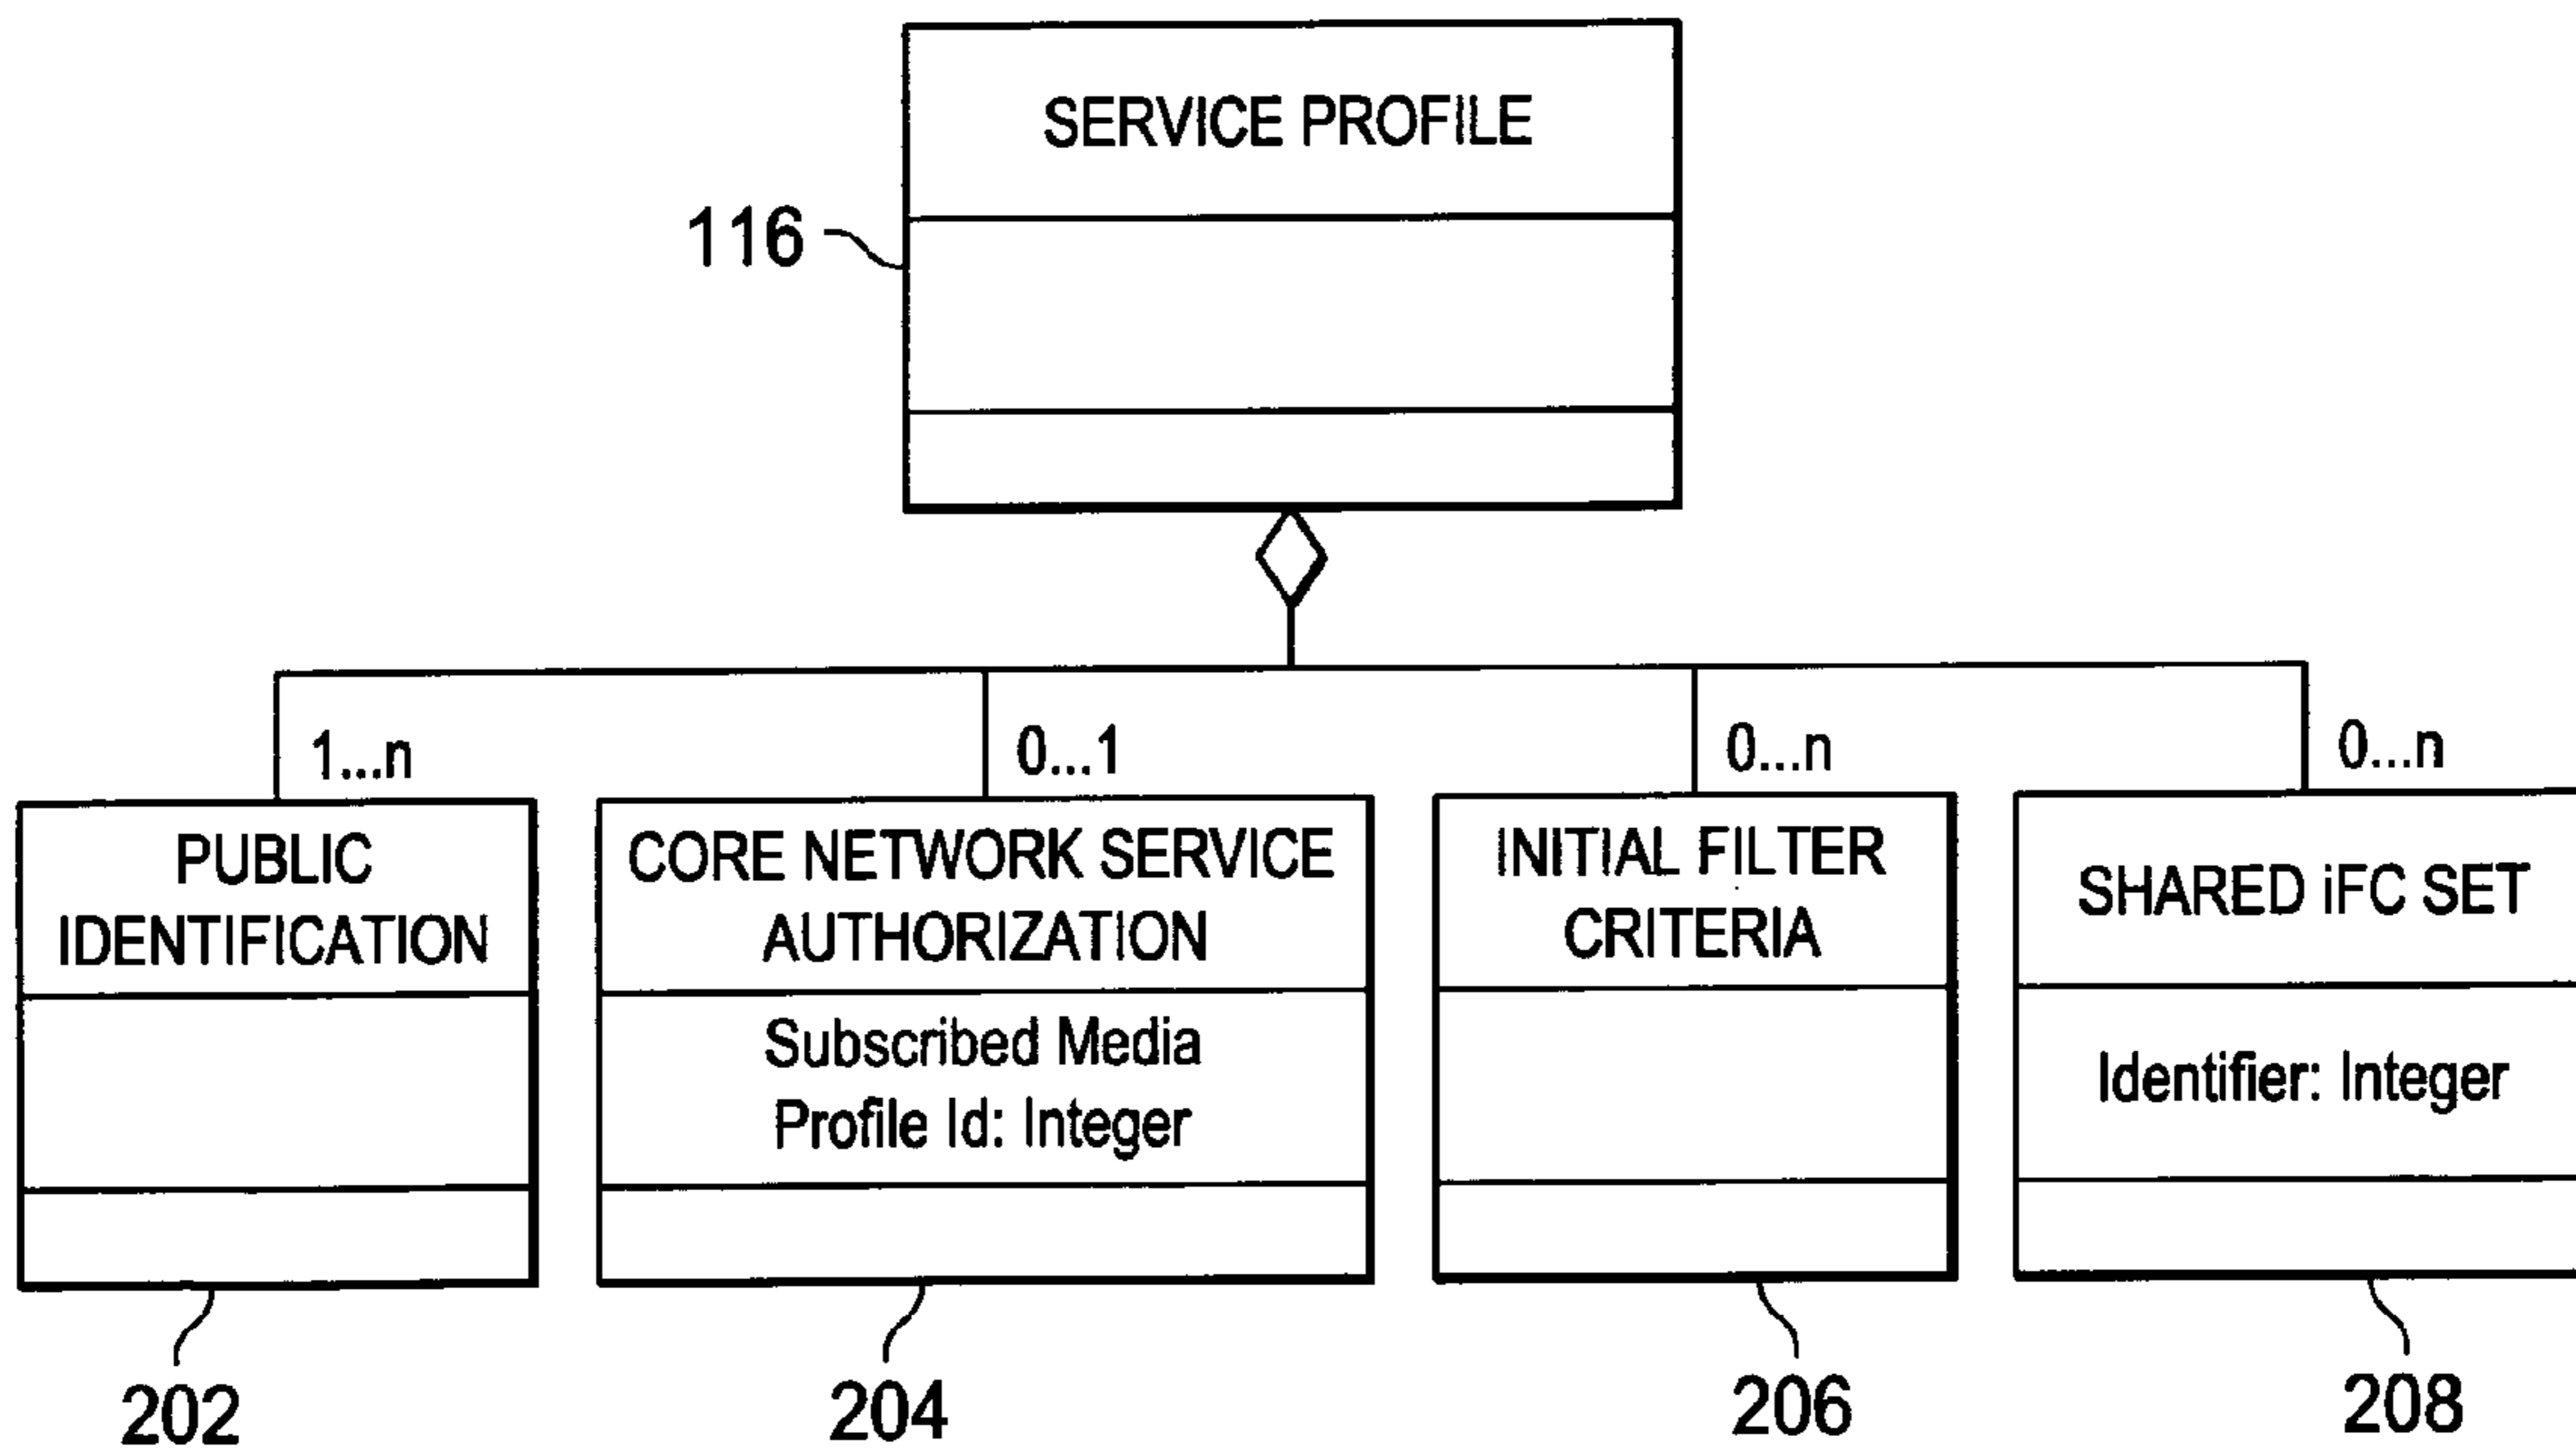 SERVICE PROFILE
116
1...n
0...1
0...n
0...n
PUBLIC
IDENTIFICATION
CORE NETWORK SERVICE
AUTHORIZATION
Subscribed Media
Profile Id: Integer
INITIAL FILTER
CRITERIA
SHARED iFC SET
Identifier: Integer
202
204
206
208